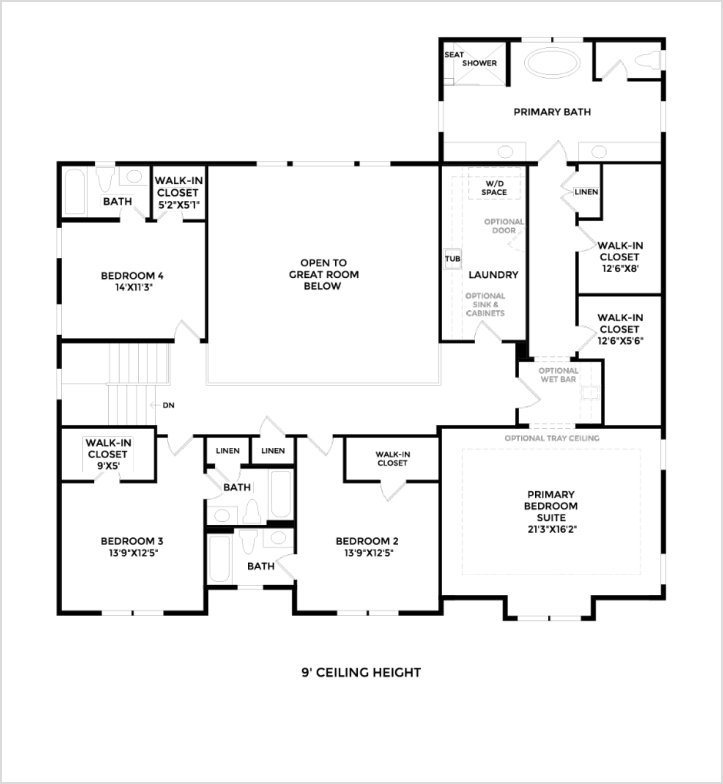 SEAT
SHOWER
PRIMARY BATH
WALK-IN
CLOSET
5'2"X5'1"
BATH
W/D
SPACE
LINEN
OPTIONAL
DOOR
TUB
LAUNDRY
OPTIONAL
SINK &
CABINETS
WALK-IN
CLOSET
12'6"X8'
OPEN TO
GREAT ROOM
BELOW
BEDROOM 4
14'X11'3"
WALK-IN
CLOSET
12'6"X5'6"
OPTIONAL
WET BAR
DN
WALK-IN
CLOSET
9'X5'
LINEN
LINEN
WALK-IN
CLOSET
OPTIONAL TRAY CEILING
BATH
PRIMARY
BEDROOM
SUITE
21'3"X16'2"
BEDROOM 3
13'9"X12'5"
BATH
BEDROOM 2
13'9"X12'5"
9' CEILING HEIGHT